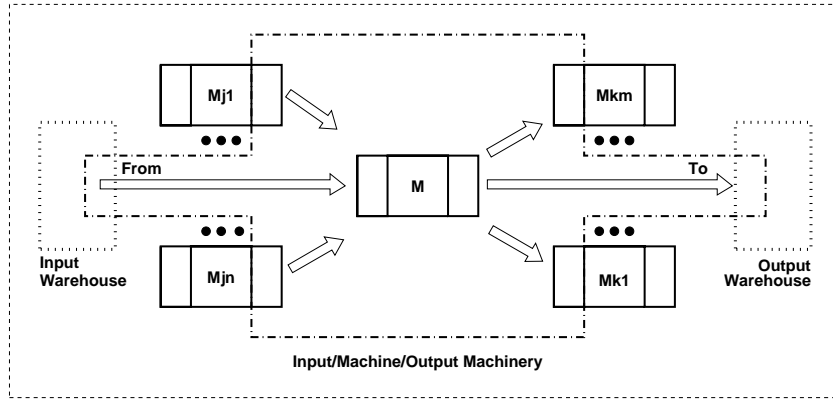 Mj1
Mkm
From
To
M
Mjn
Mk1
Input
Warehouse
Output
Warehouse
Input/Machine/Output Machinery